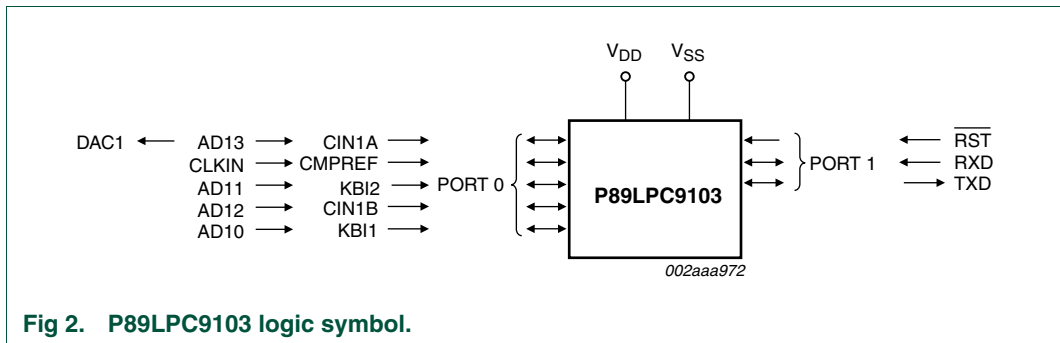 VDD VSS
DAC1 AD13 CIN1A RST
CLKIN CMPREF RXD
AD11 KBI2 PORT 0 P89LPC9103 PORT 1 TXD
AD12 CIN1B
AD10 KBI1
002aaa972
Fig 2. P89LPC9103 logic symbol.